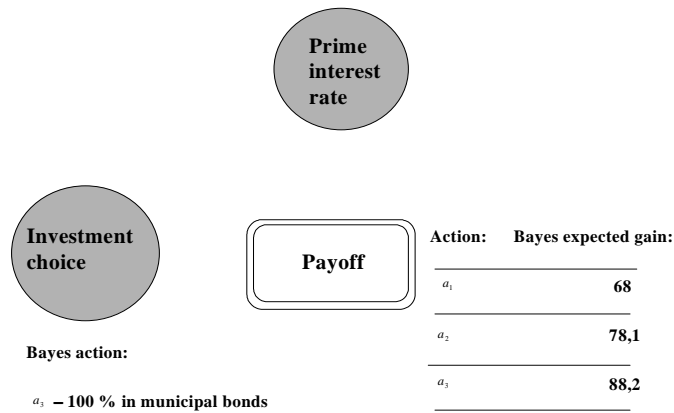 Prime
interest
rate
Investment
choice
Payoff
Action: Bayes expected gain:
a₁ 68
a₂ 78,1
a₃ 88,2
Bayes action:
a₃ – 100 % in municipal bonds